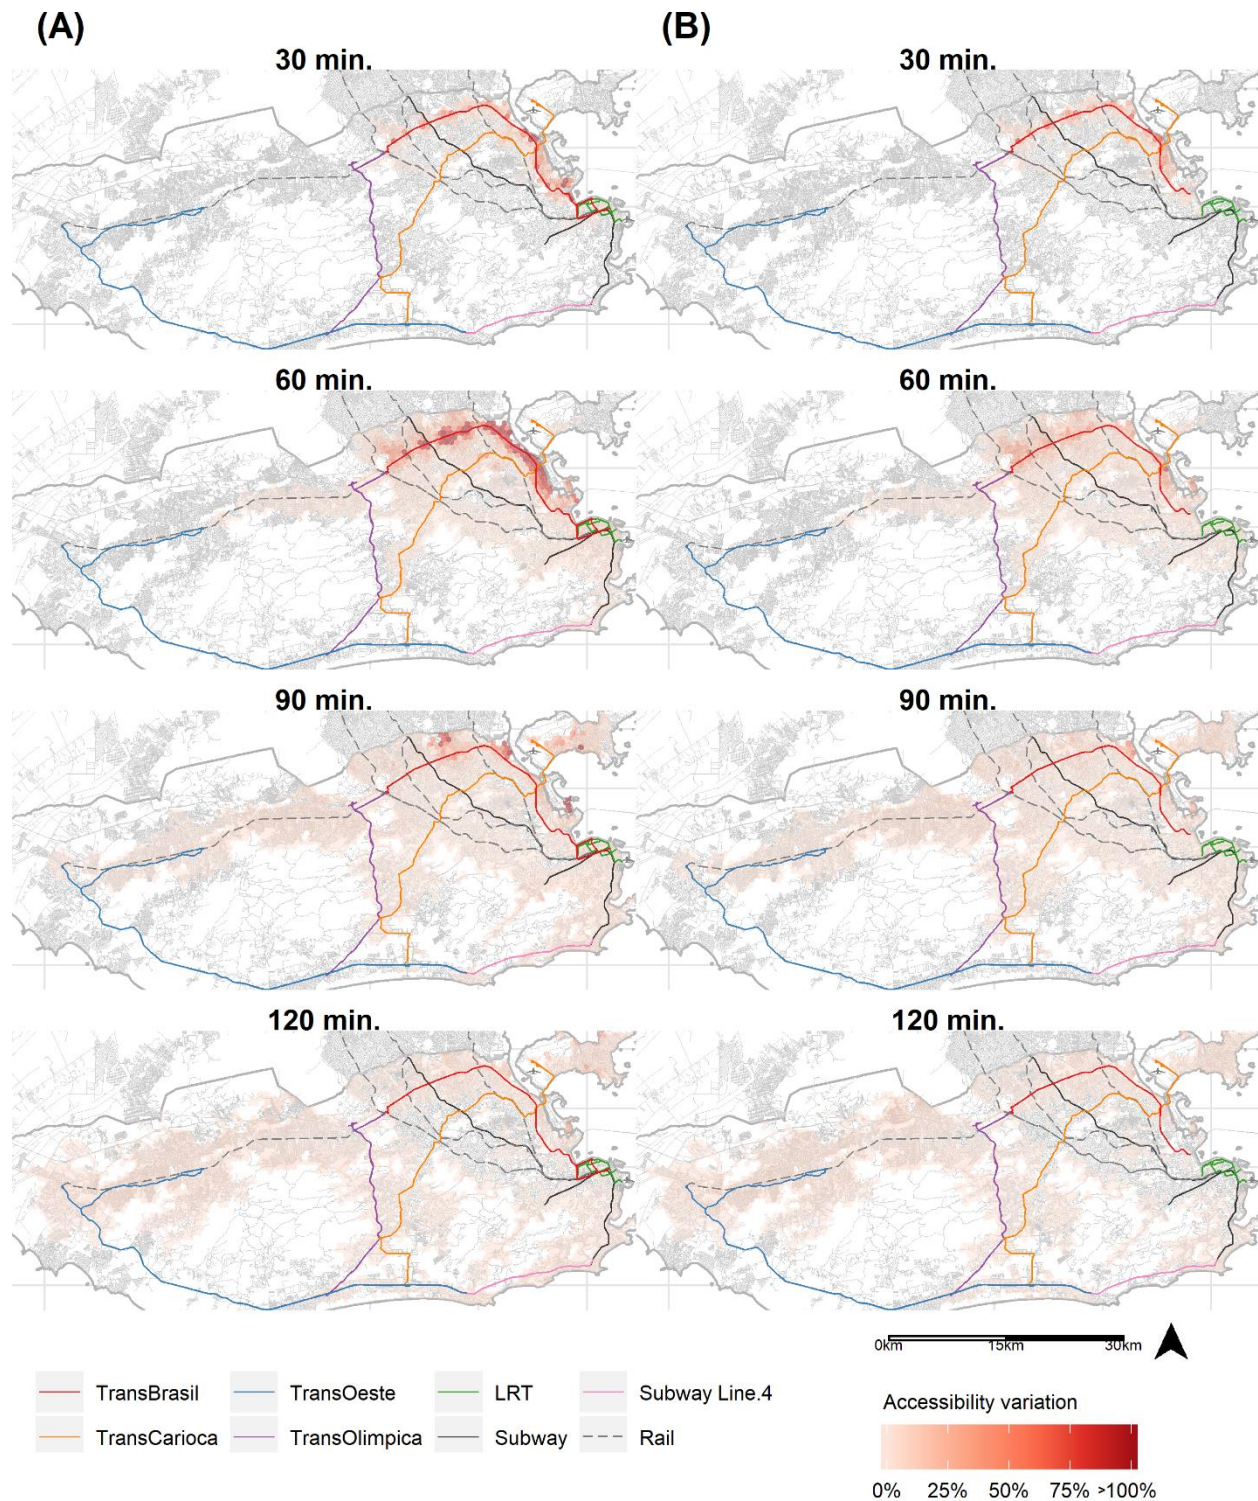 (A) (B)
30 min. 30 min.
60 min. 60 min.
90 min. 90 min.
120 min. 120 min.
0km 15km 30km
TransBrasil TransOeste LRT Subway Line.4
TransCarioca TransOlimpica Subway Rail
Accessibility variation
0% 25% 50% 75% >100%